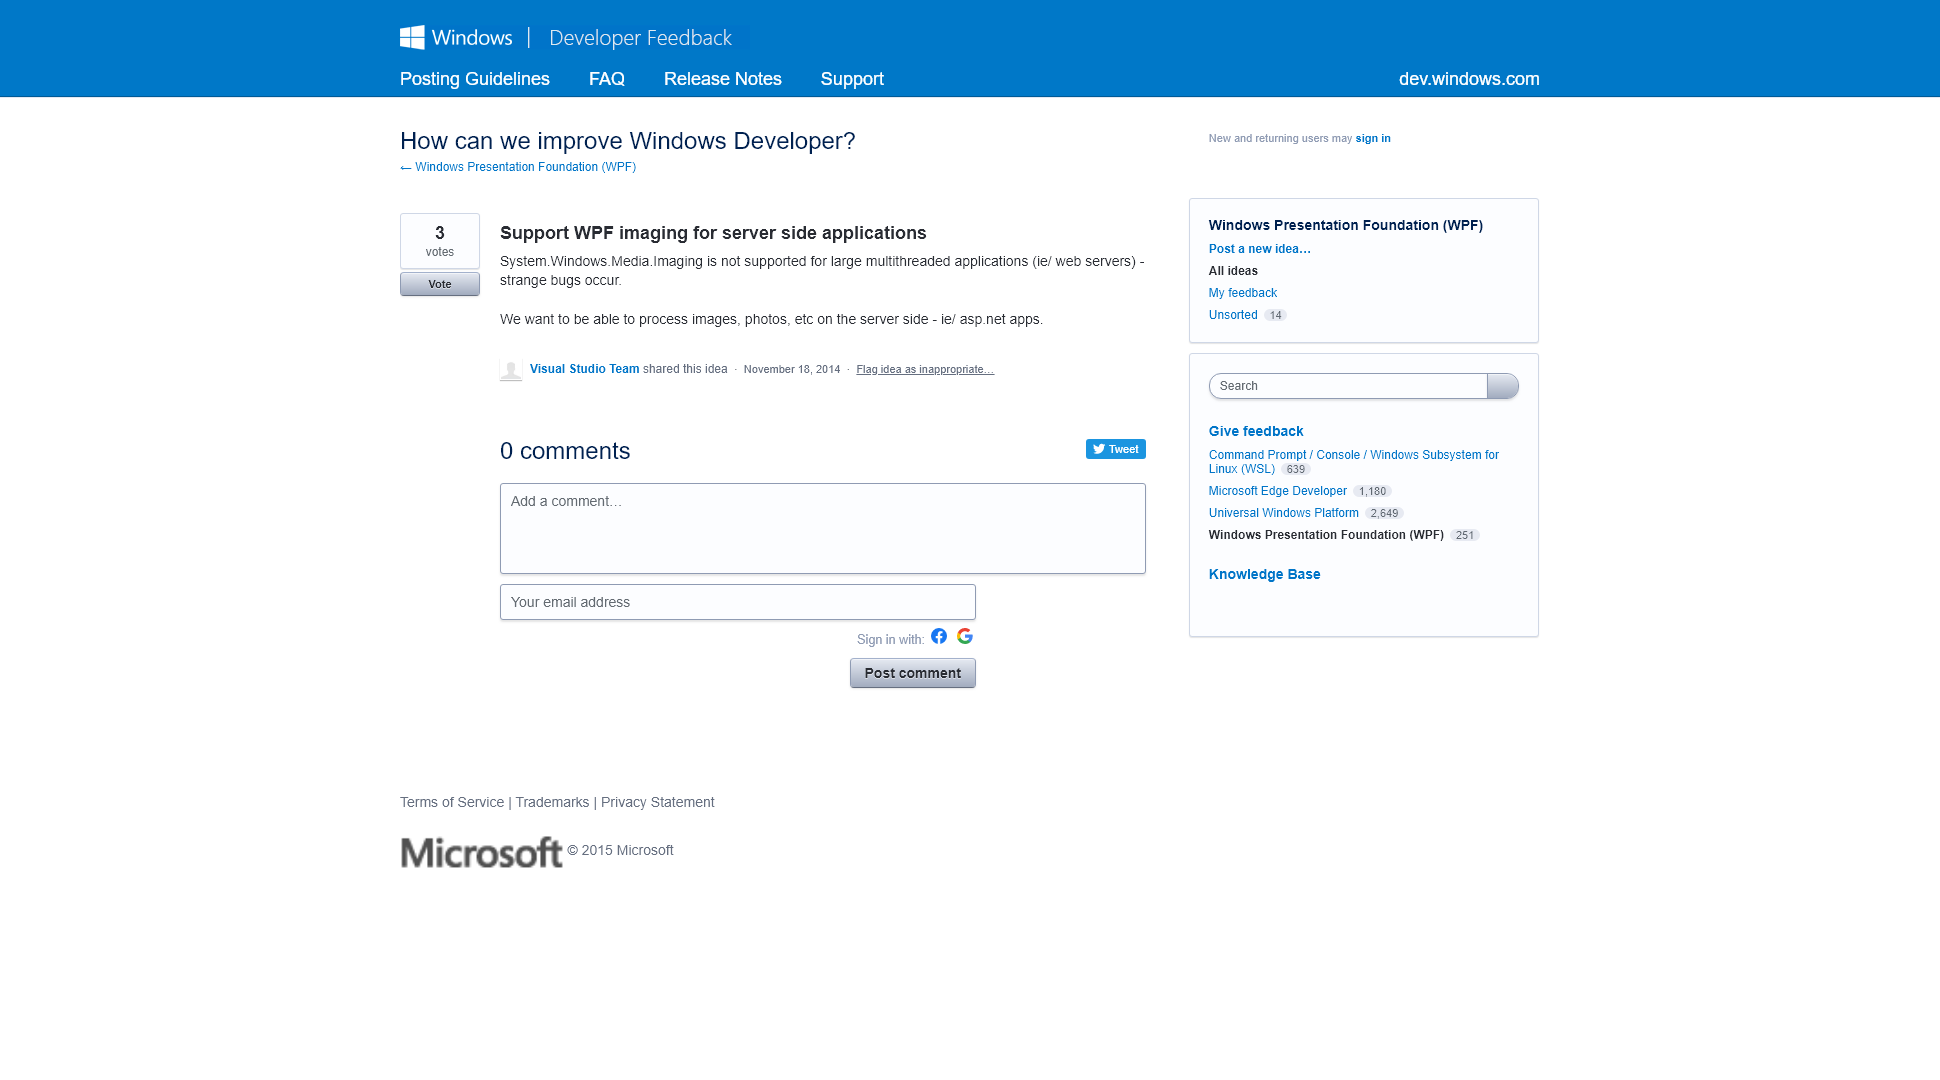 Windows | Developer Feedback
Posting Guidelines FAQ Release Notes Support dev.windows.com
How can we improve Windows Developer?
← Windows Presentation Foundation (WPF)
New and returning users may sign in
3
votes
Vote
Support WPF imaging for server side applications
System.Windows.Media.Imaging is not supported for large multithreaded applications (ie/ web servers) -
strange bugs occur.
We want to be able to process images, photos, etc on the server side - ie/ asp.net apps.
Visual Studio Team shared this idea · November 18, 2014 · Flag idea as inappropriate…
0 comments
Tweet
Add a comment…
Your email address
Sign in with:
Post comment
Windows Presentation Foundation (WPF)
Post a new idea…
All ideas
My feedback
Unsorted 14
Search
Give feedback
Command Prompt / Console / Windows Subsystem for
Linux (WSL) 639
Microsoft Edge Developer 1,180
Universal Windows Platform 2,649
Windows Presentation Foundation (WPF) 251
Knowledge Base
Terms of Service | Trademarks | Privacy Statement
Microsoft © 2015 Microsoft